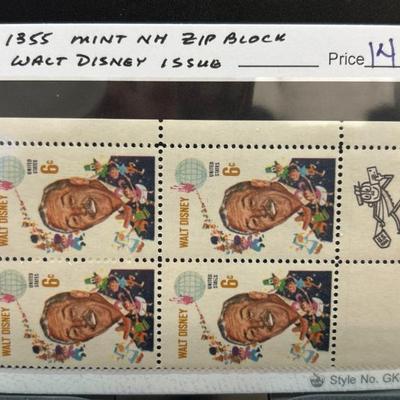 1355 MINT NH ZIP BLOCK
WALT DISNEY ISSUE
Price 14
WALT DISNEY
UNITED STATES
6c
WALT DISNEY
UNITED STATES
6c
WALT DISNEY
UNITED STATES
6c
WALT DISNEY
UNITED STATES
6c
Style No. GK